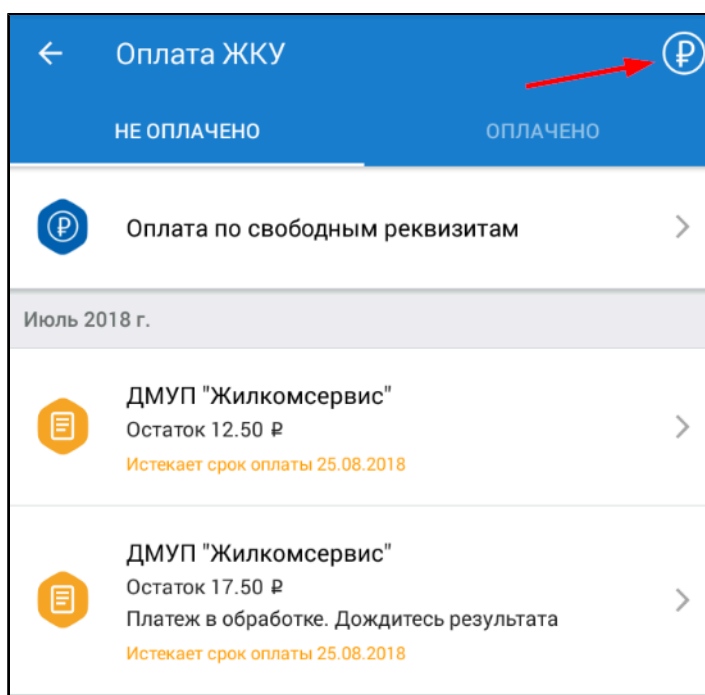 Оплата ЖКУ
НЕ ОПЛАЧЕНО
ОПЛАЧЕНО
Оплата по свободным реквизитам
Июль 2018 г.
ДМУП "Жилкомсервис"
Остаток 12.50 ₽
Истекает срок оплаты 25.08.2018
ДМУП "Жилкомсервис"
Остаток 17.50 ₽
Платеж в обработке. Дождитесь результата
Истекает срок оплаты 25.08.2018